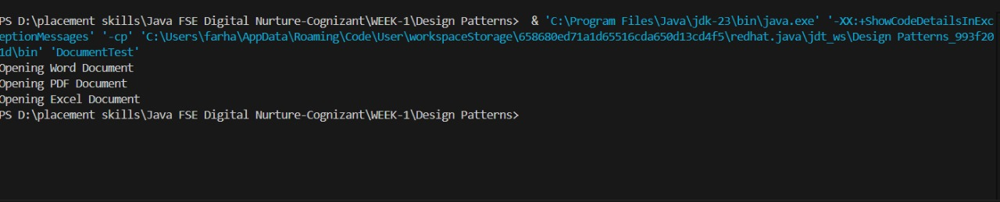 PS D:\placement skills\Java FSE Digital Nurture-Cognizant\WEEK-1\Design Patterns>  & 'C:\Program Files\Java\jdk-23\bin\java.exe' '-XX:+ShowCodeDetailsInExc
eptionMessages' '-cp' 'C:\Users\farha\AppData\Roaming\Code\User\workspaceStorage\658680ed71a1d65516cda650d13cd4f5\redhat.java\jdt_ws\Design Patterns_993f20
1d\bin' 'DocumentTest'
Opening Word Document
Opening PDF Document
Opening Excel Document
PS D:\placement skills\Java FSE Digital Nurture-Cognizant\WEEK-1\Design Patterns>